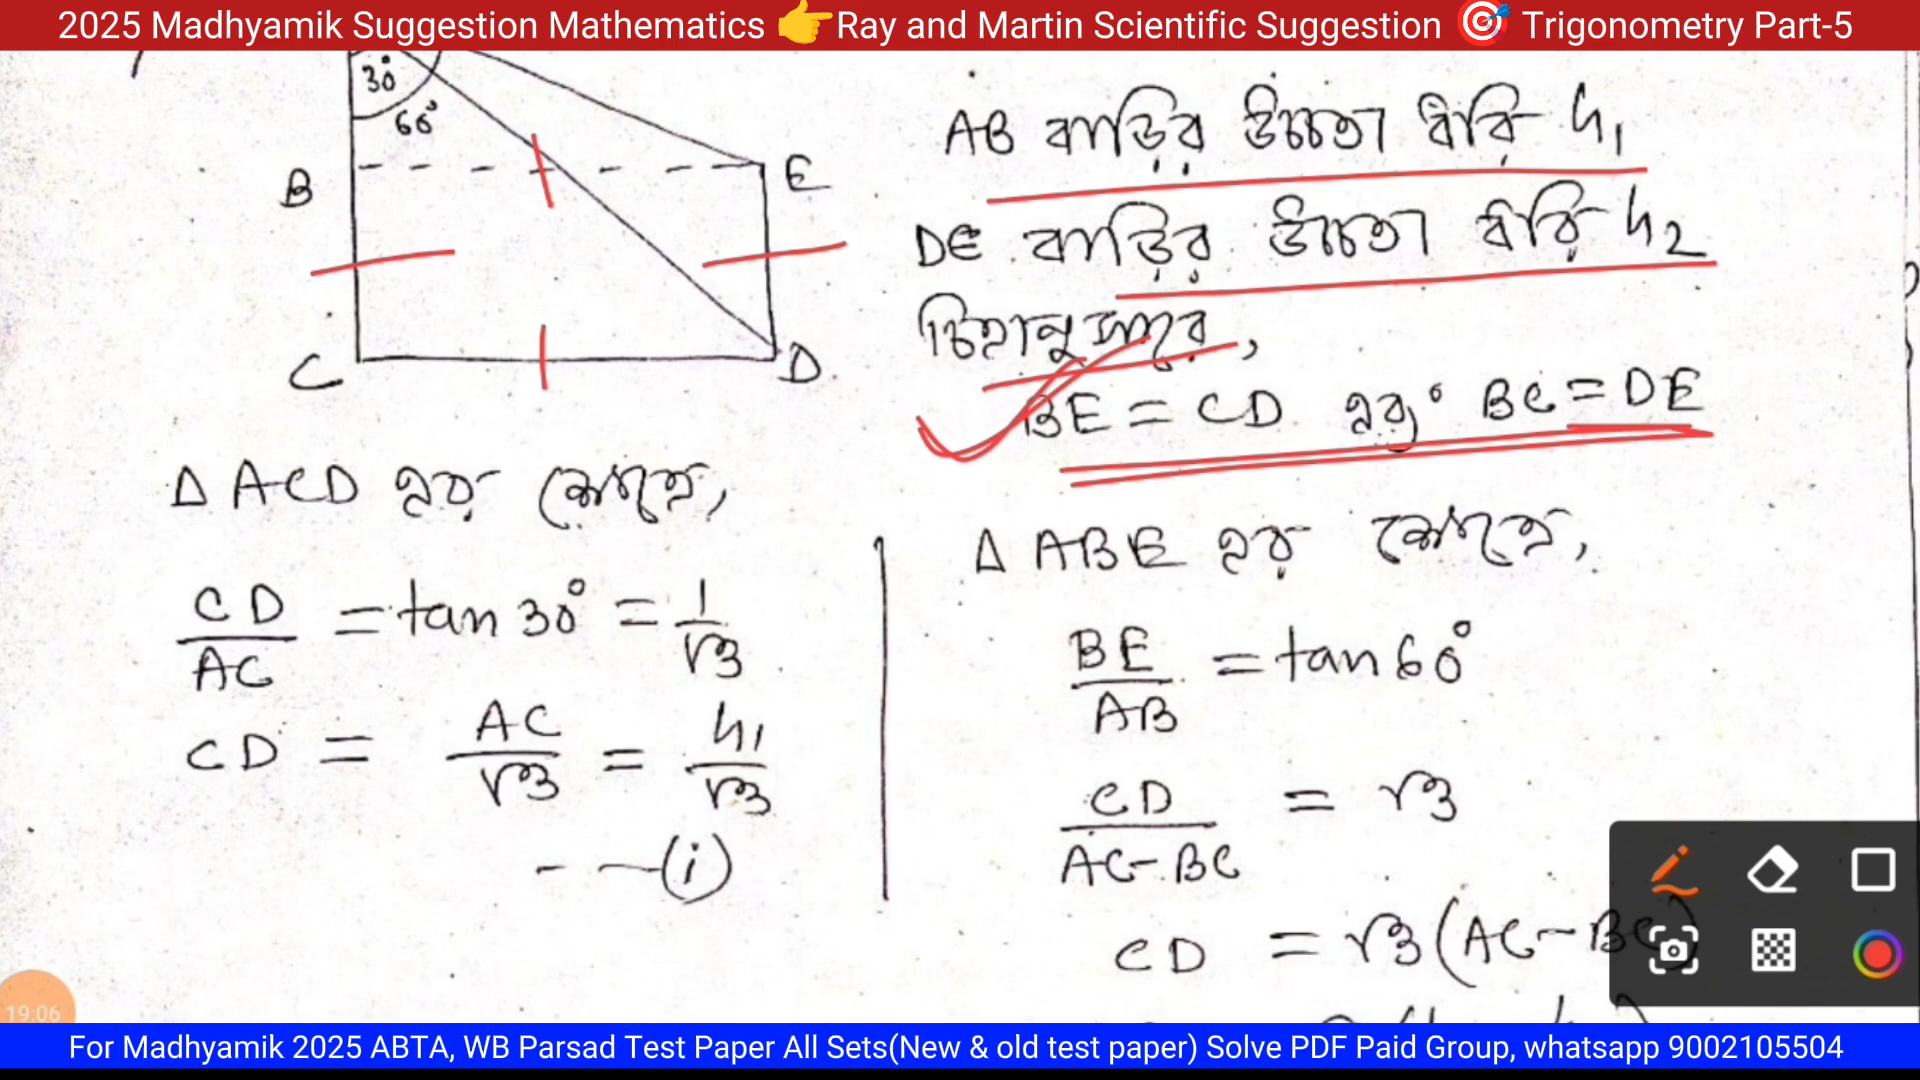 2025 Madhyamik Suggestion Mathematics 👉Ray and Martin Scientific Suggestion 🎯 Trigonometry Part-5
30°
60°
B
E
C
D
AB বাড়ির উচ্চতা ধরি h₁
DE বাড়ির উচ্চতা ধরি h₂
চিত্রানুসারে,
BE = CD এবং BC = DE
Δ ACD এর ক্ষেত্রে,
CD/AC = tan 30° = 1/√3
CD = AC/√3 = h₁/√3
- - (i)
Δ ABE এর ক্ষেত্রে,
BE/AB = tan 60°
CD/AC-BC = √3
CD = √3 (AC-BC)
19:06
For Madhyamik 2025 ABTA, WB Parsad Test Paper All Sets(New & old test paper) Solve PDF Paid Group, whatsapp 9002105504